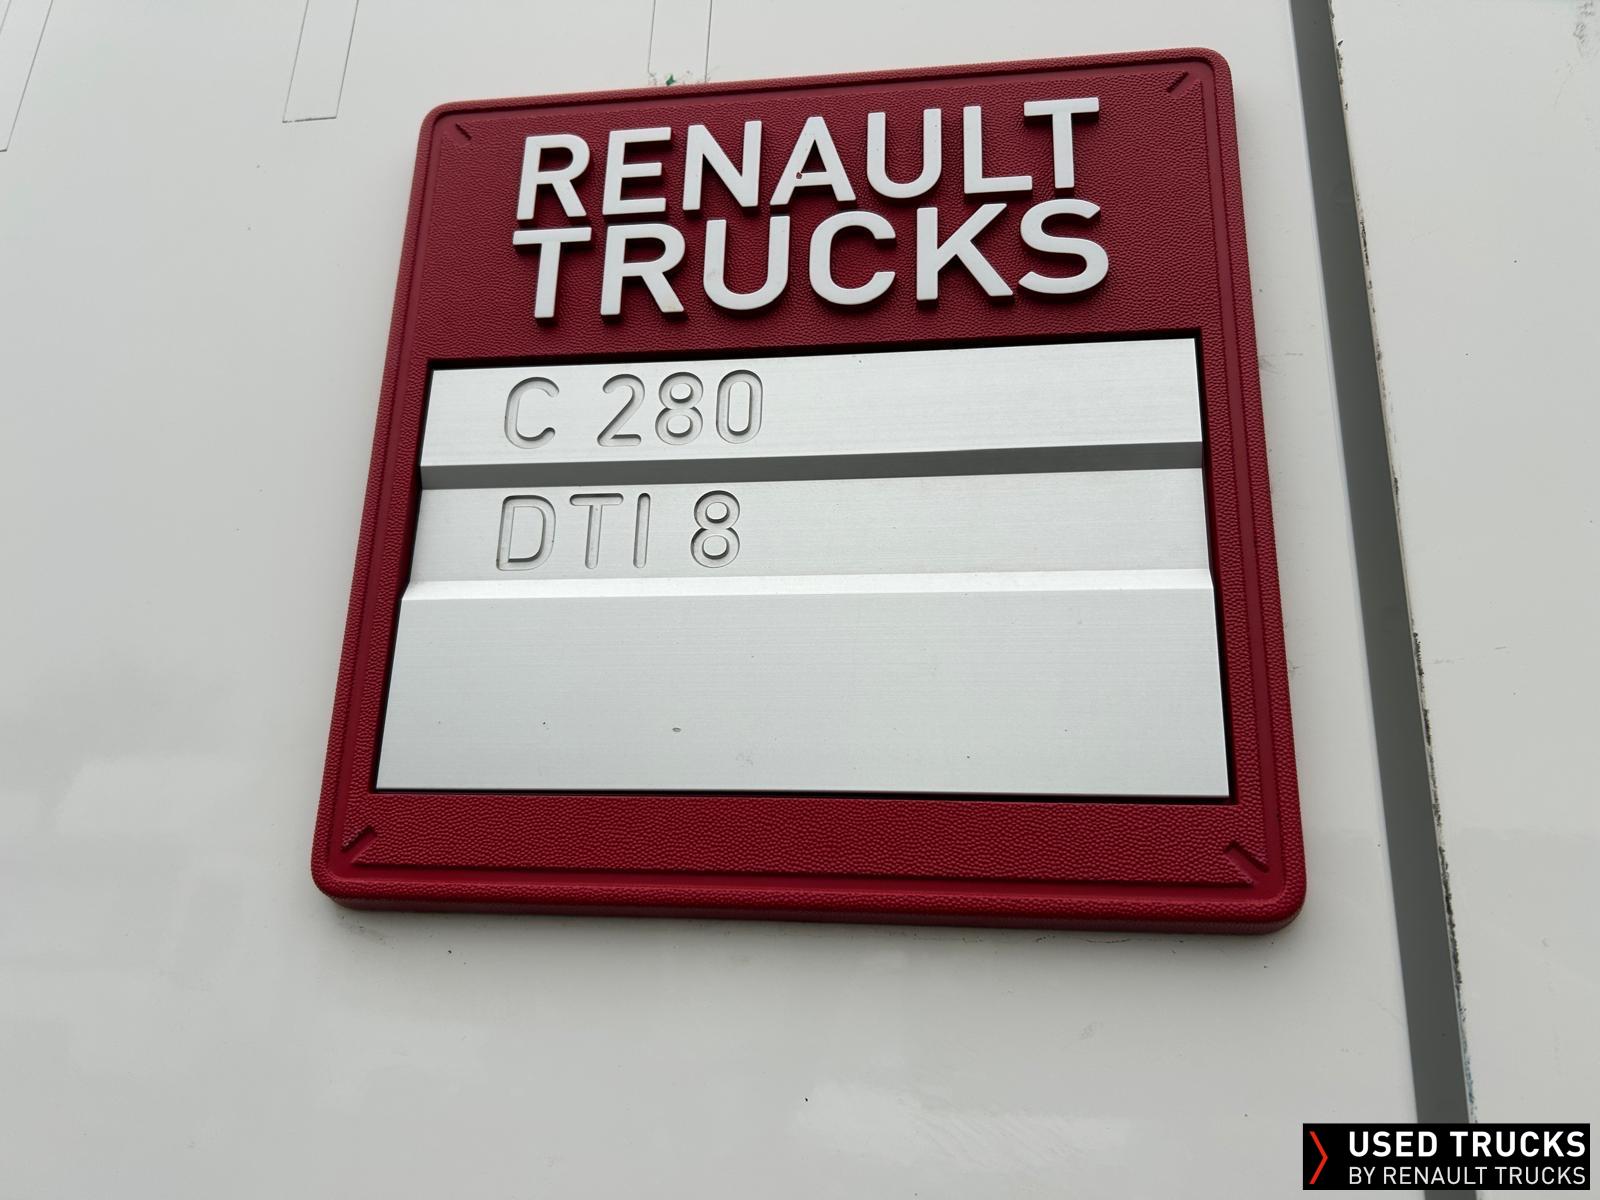 RENAULT
TRUCKS
C 280
DTI 8
USED TRUCKS
BY RENAULT TRUCKS